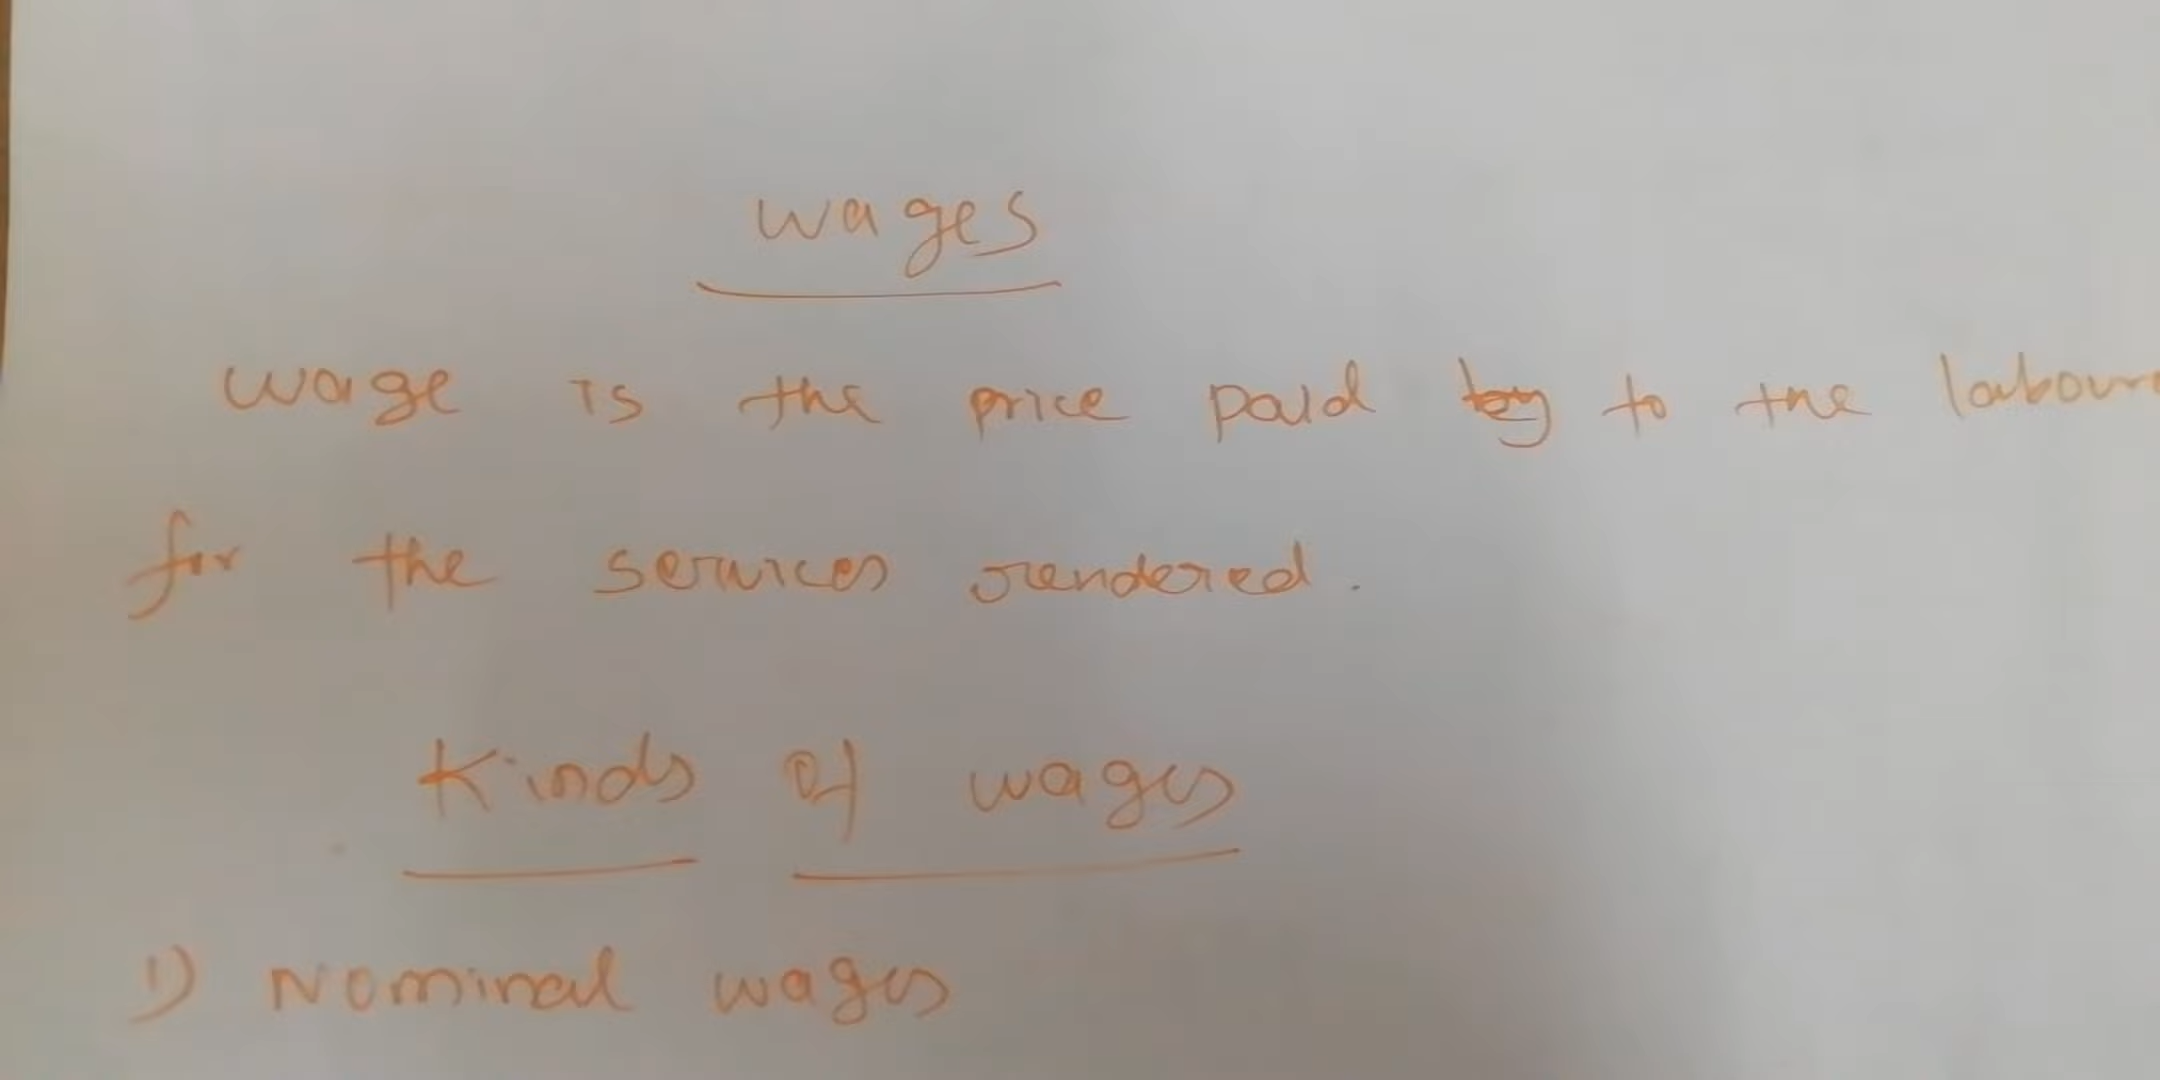 wages
wage is the price paid by to the labour
for the services rendered.
Kinds of wages
1) Nominal wages